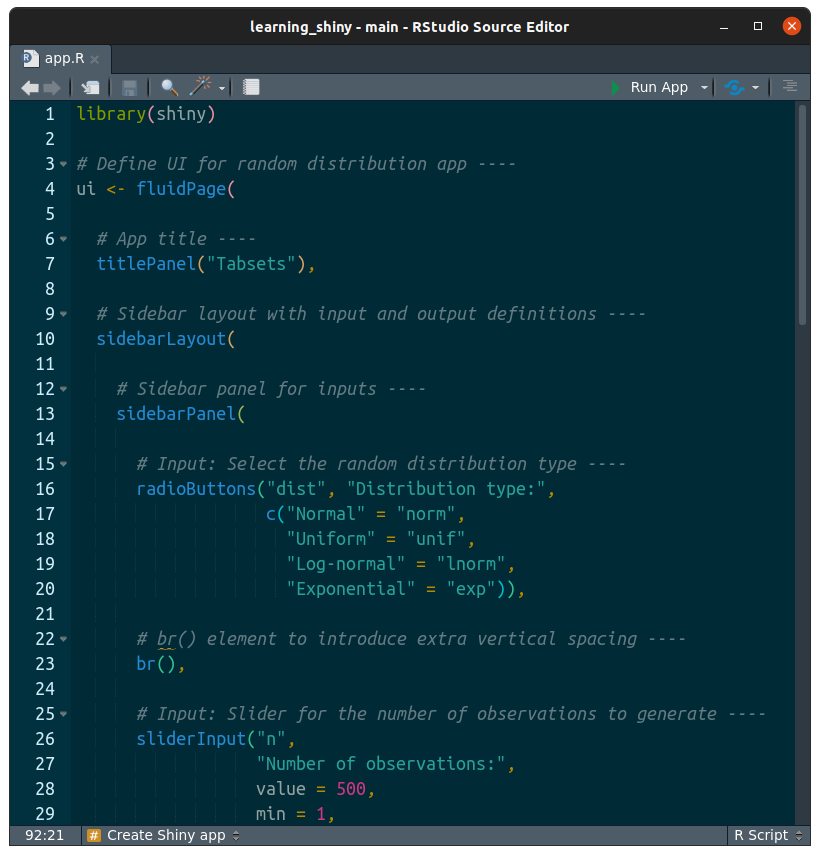 learning_shiny - main - RStudio Source Editor
app.R
Run App
1 library(shiny)
2
3 # Define UI for random distribution app ----
4 ui <- fluidPage(
5
6   # App title ----
7   titlePanel("Tabsets"),
8
9   # Sidebar layout with input and output definitions ----
10   sidebarLayout(
11
12     # Sidebar panel for inputs ----
13     sidebarPanel(
14
15       # Input: Select the random distribution type ----
16       radioButtons("dist", "Distribution type:",
17                    c("Normal" = "norm",
18                      "Uniform" = "unif",
19                      "Log-normal" = "lnorm",
20                      "Exponential" = "exp")),
21
22       # br() element to introduce extra vertical spacing ----
23       br(),
24
25       # Input: Slider for the number of observations to generate ----
26       sliderInput("n",
27                   "Number of observations:",
28                   value = 500,
29                   min = 1,
92:21 # Create Shiny app R Script